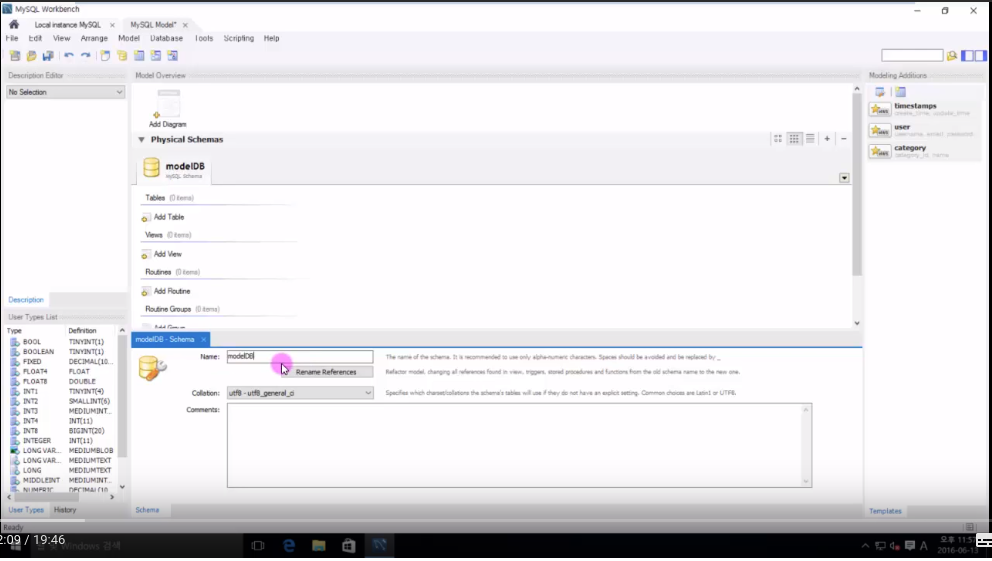 MySQL Workbench
Local instance MySQL × MySQL Model* ×
File Edit View Arrange Model Database Tools Scripting Help
Description Editor
Model Overview
Modeling Additions
No Selection
Add Diagram
timestamps
create_time, update_time
Physical Schemas
user
category
category_id, name
modelDB
MySQL Schema
Tables (0 items)
Add Table
Views (0 items)
Add View
Routines (0 items)
Add Routine
Routine Groups (0 items)
Add Group
Description
User Types List
Type Definition
BOOL TINYINT(1)
BOOLEAN TINYINT(1)
FIXED DECIMAL(10...
FLOAT4 FLOAT
FLOAT8 DOUBLE
INT1 TINYINT(4)
INT2 SMALLINT(6)
INT3 MEDIUMINT...
INT4 INT(11)
INT8 BIGINT(20)
INTEGER INT(11)
LONG VAR... MEDIUMBLOB
LONG VAR... MEDIUMTEXT
LONG MEDIUMTEXT
MIDDLEINT MEDIUMINT...
NUMERIC DECIMAL(10
User Types History
modelDB - Schema ×
Name: modelDB
The name of the schema. It is recommended to use only alpha-numeric characters. Spaces should be avoided and be replaced by _
Rename References
Refactor model, changing all references found in view, triggers, stored procedures and functions from the old schema name to the new one.
Collation: utf8 - utf8_general_ci
Specifies which charset/collations the schema's tables will use if they do not have an explicit setting. Common choices are Latin1 or UTF8.
Comments:
Schema
Templates
Ready
2:09 / 19:46
Windows 검색
A
오후 11:5
2016-06-13